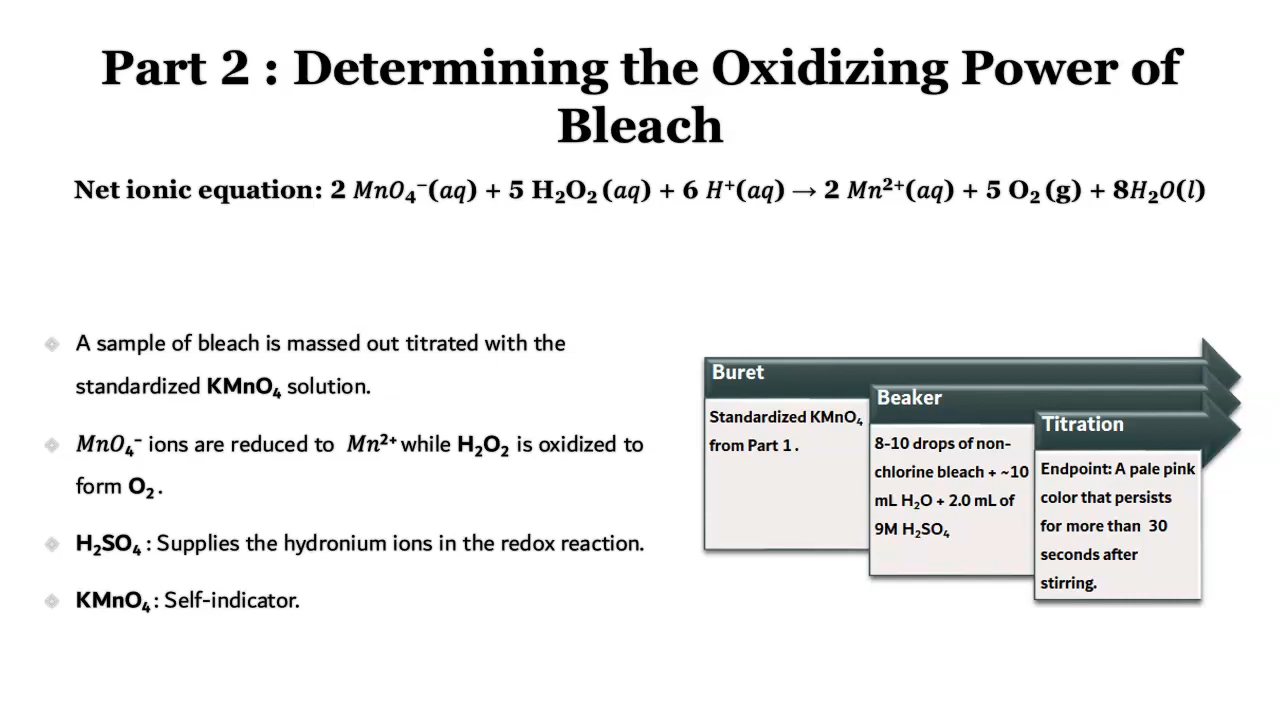 Part 2 : Determining the Oxidizing Power of
Bleach
Net ionic equation: 2 MnO₄⁻(aq) + 5 H₂O₂ (aq) + 6 H⁺(aq) → 2 Mn²⁺(aq) + 5 O₂ (g) + 8H₂O(l)
A sample of bleach is massed out titrated with the
standardized KMnO₄ solution.
MnO₄⁻ ions are reduced to Mn²⁺ while H₂O₂ is oxidized to
form O₂ .
H₂SO₄ : Supplies the hydronium ions in the redox reaction.
KMnO₄ : Self-indicator.
Buret
Standardized KMnO₄
from Part 1 .
Beaker
8-10 drops of non-
chlorine bleach + ~10
mL H₂O + 2.0 mL of
9M H₂SO₄
Titration
Endpoint: A pale pink
color that persists
for more than 30
seconds after
stirring.